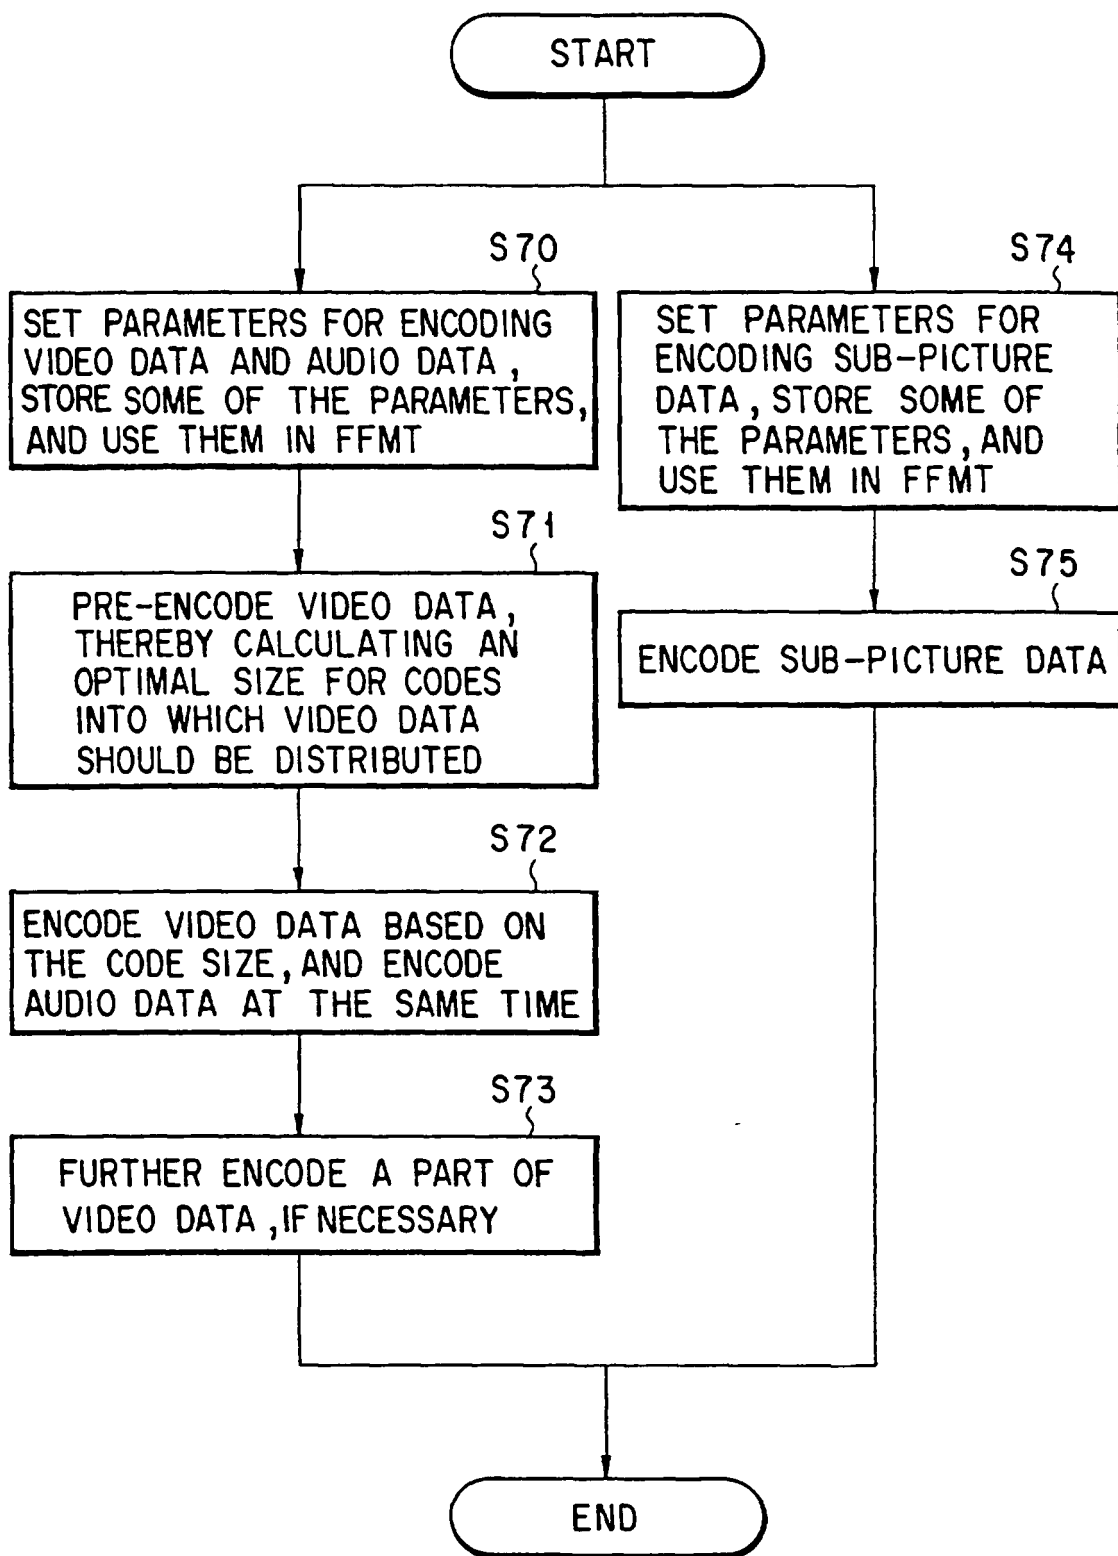 START
S70
SET PARAMETERS FOR ENCODING
VIDEO DATA AND AUDIO DATA,
STORE SOME OF THE PARAMETERS,
AND USE THEM IN FFMT
S71
PRE-ENCODE VIDEO DATA,
THEREBY CALCULATING AN
OPTIMAL SIZE FOR CODES
INTO WHICH VIDEO DATA
SHOULD BE DISTRIBUTED
S72
ENCODE VIDEO DATA BASED ON
THE CODE SIZE, AND ENCODE
AUDIO DATA AT THE SAME TIME
S73
FURTHER ENCODE A PART OF
VIDEO DATA, IF NECESSARY
S74
SET PARAMETERS FOR
ENCODING SUB-PICTURE
DATA, STORE SOME OF
THE PARAMETERS, AND
USE THEM IN FFMT
S75
ENCODE SUB-PICTURE DATA
END